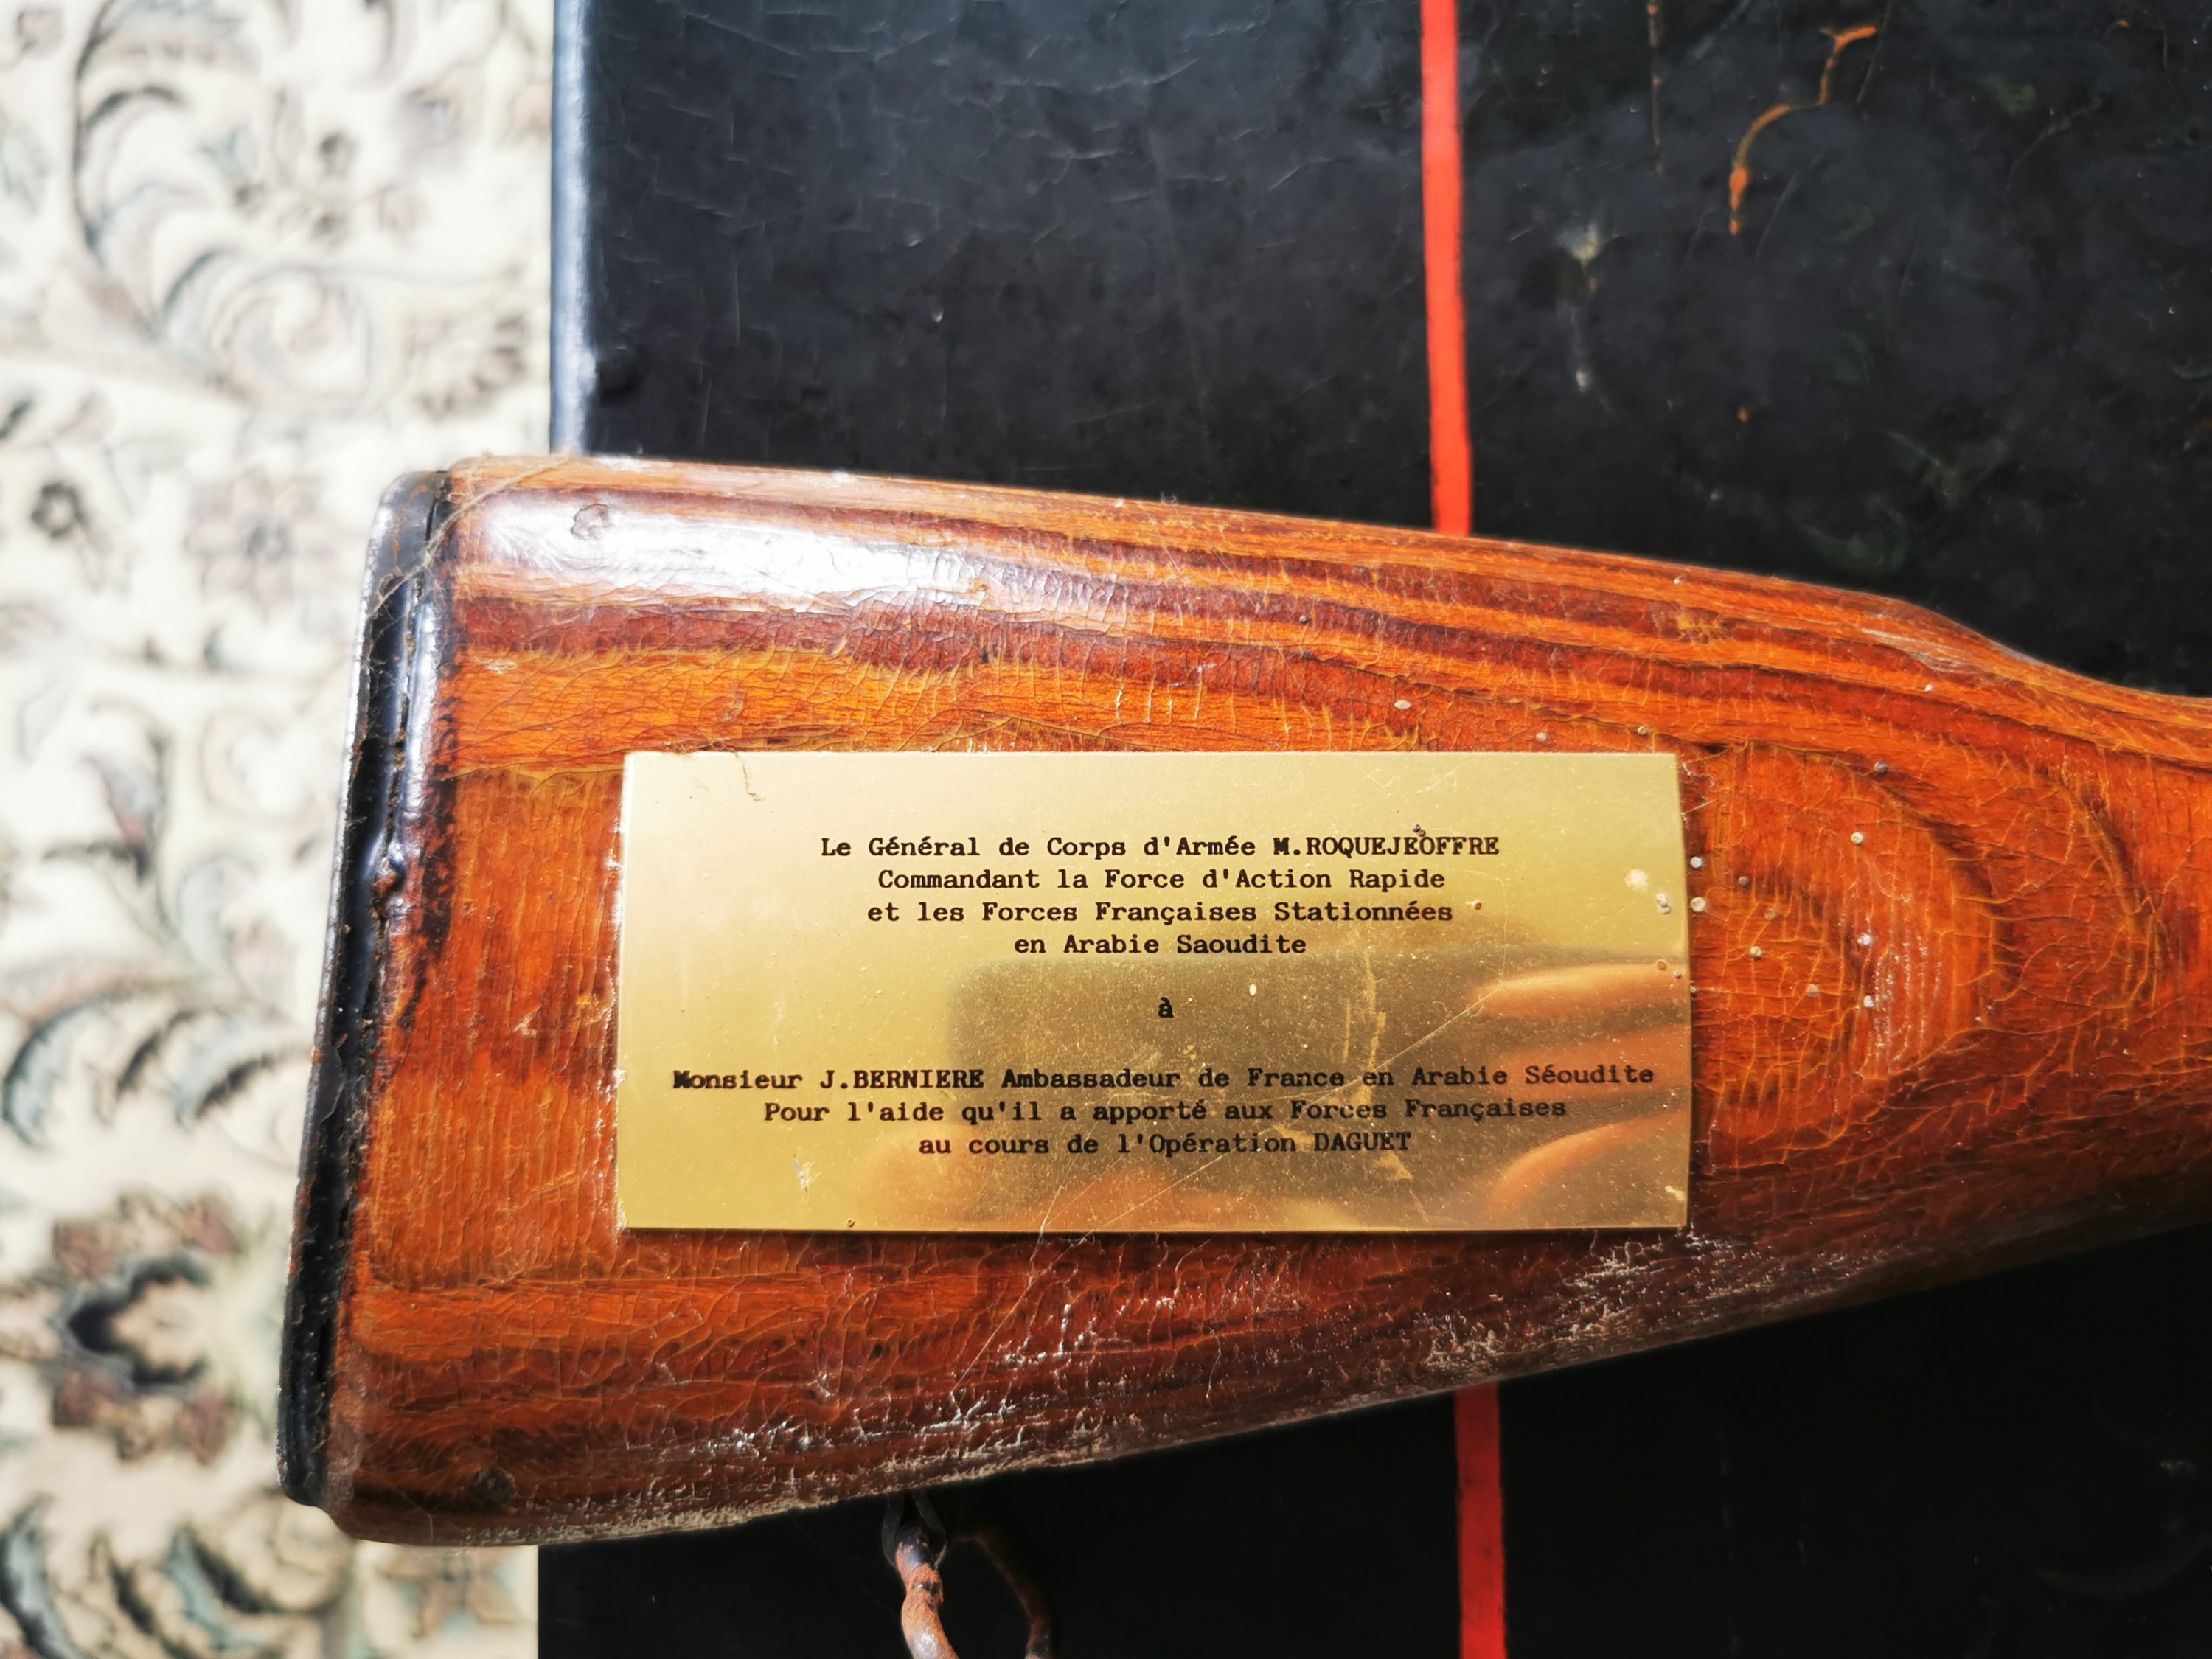 Le Général de Corps d'Armée M.ROQUEJEOFFRE
Commandant la Force d'Action Rapide
et les Forces Françaises Stationnées
en Arabie Saoudite
à
Monsieur J.BERNIERE Ambassadeur de France en Arabie Séoudite
Pour l'aide qu'il a apporté aux Forces Françaises
au cours de l'Opération DAGUET